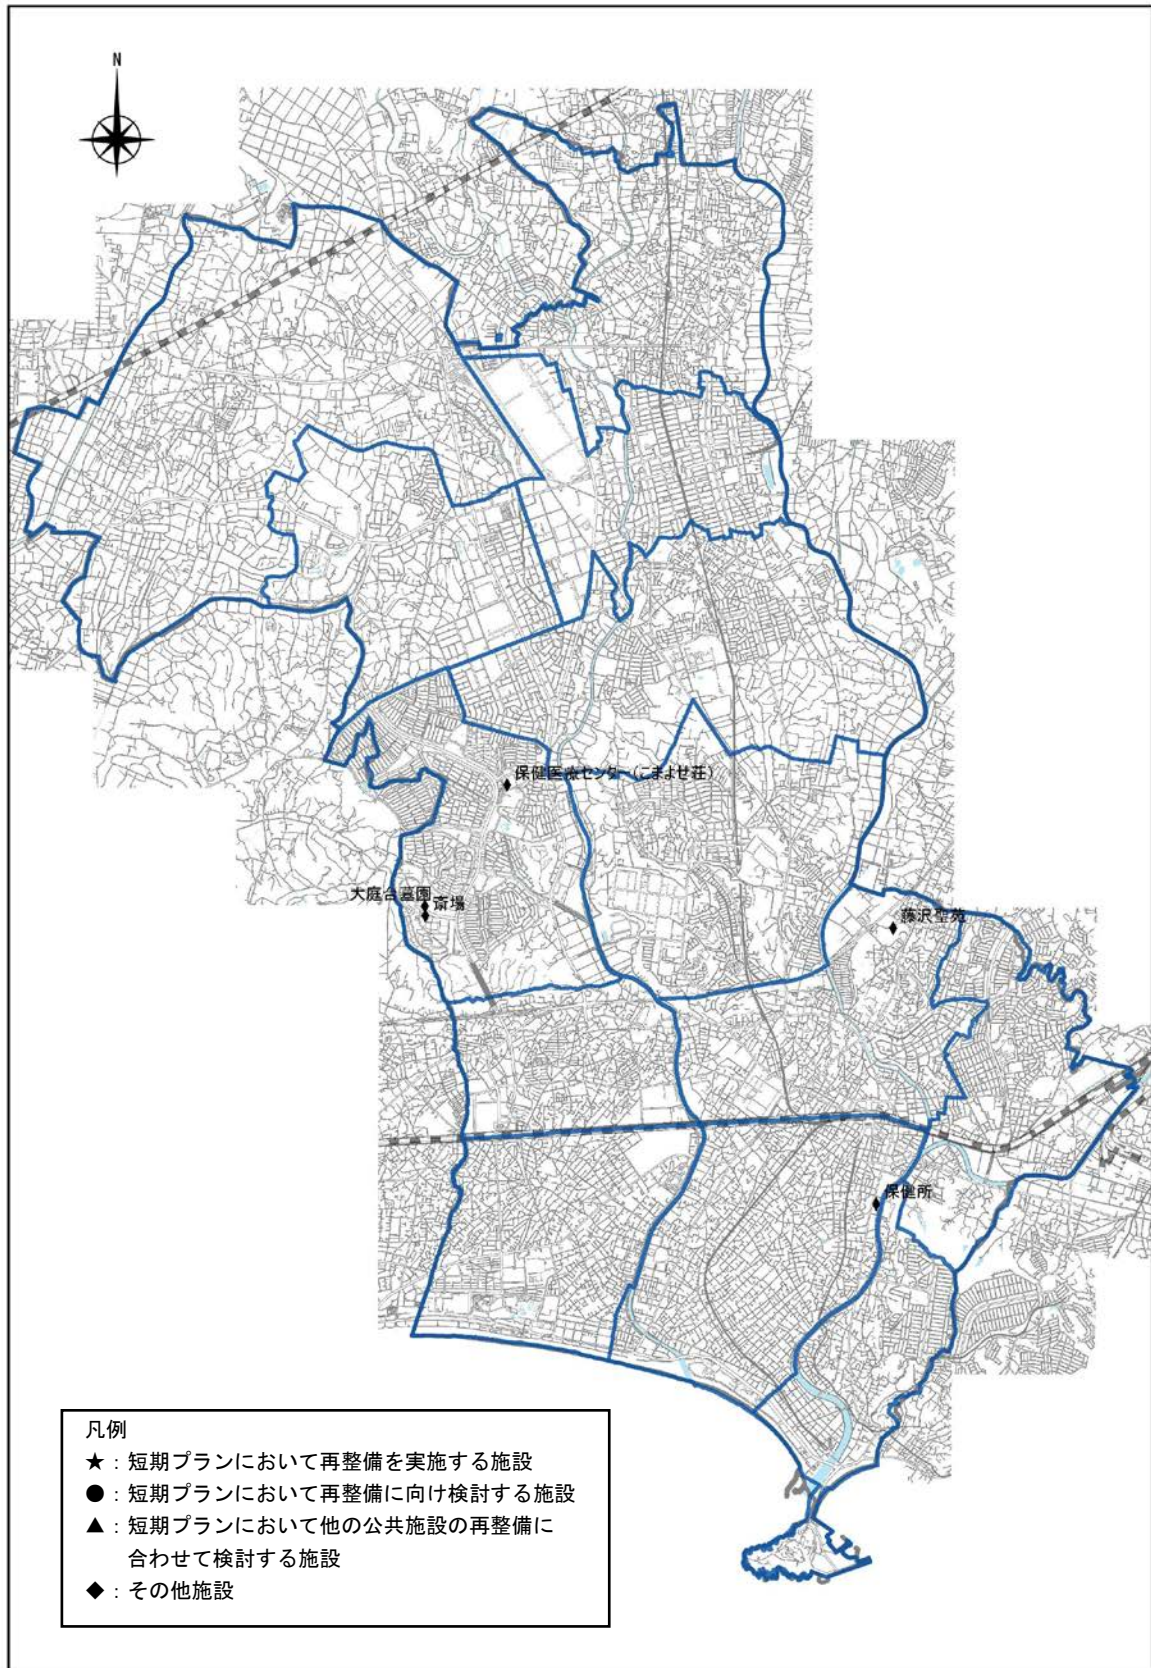 N
保健医療センター(こまよせ荘)
大庭台墓園
斎場
藤沢聖苑
保健所
凡例
★：短期プランにおいて再整備を実施する施設
●：短期プランにおいて再整備に向け検討する施設
▲：短期プランにおいて他の公共施設の再整備に
合わせて検討する施設
◆：その他施設